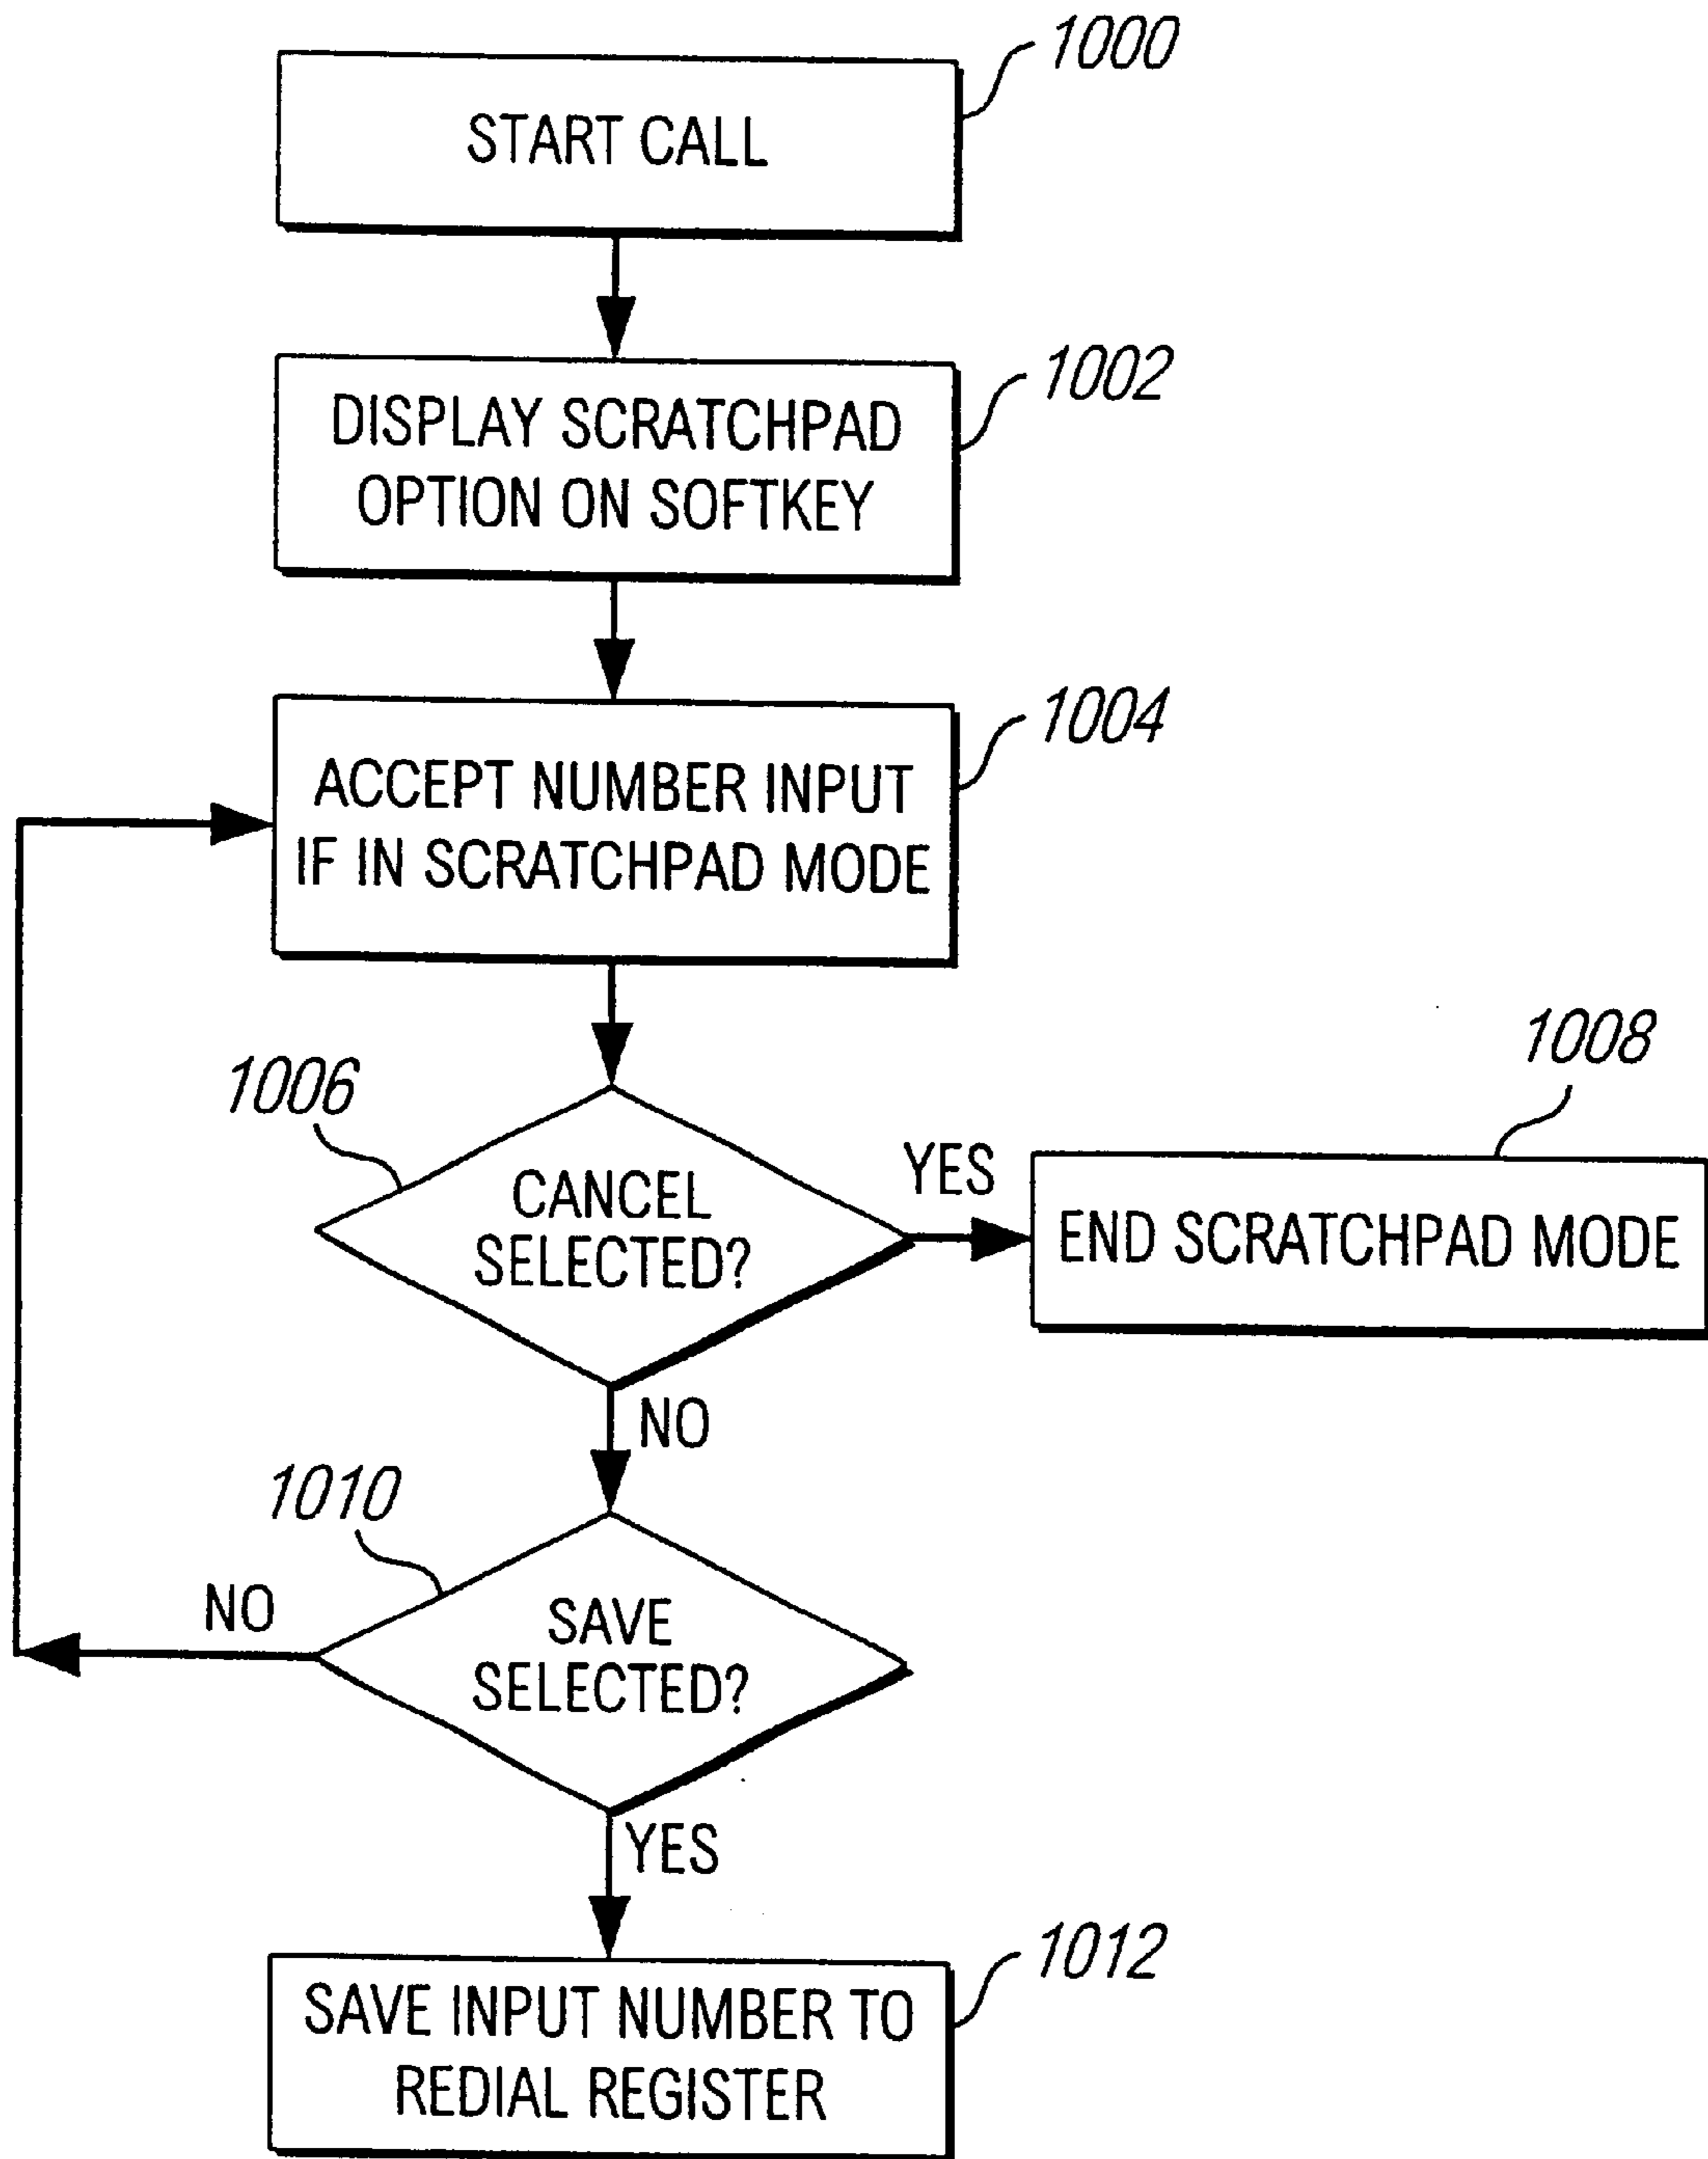 1000
START CALL
1002
DISPLAY SCRATCHPAD
OPTION ON SOFTKEY
1004
ACCEPT NUMBER INPUT
IF IN SCRATCHPAD MODE
1006
CANCEL
SELECTED?
YES
1008
END SCRATCHPAD MODE
NO
1010
SAVE
SELECTED?
NO
YES
1012
SAVE INPUT NUMBER TO
REDIAL REGISTER